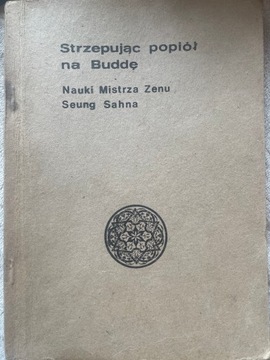 Strzepując popiół
na Buddę
Nauki Mistrza Zenu
Seung Sahna